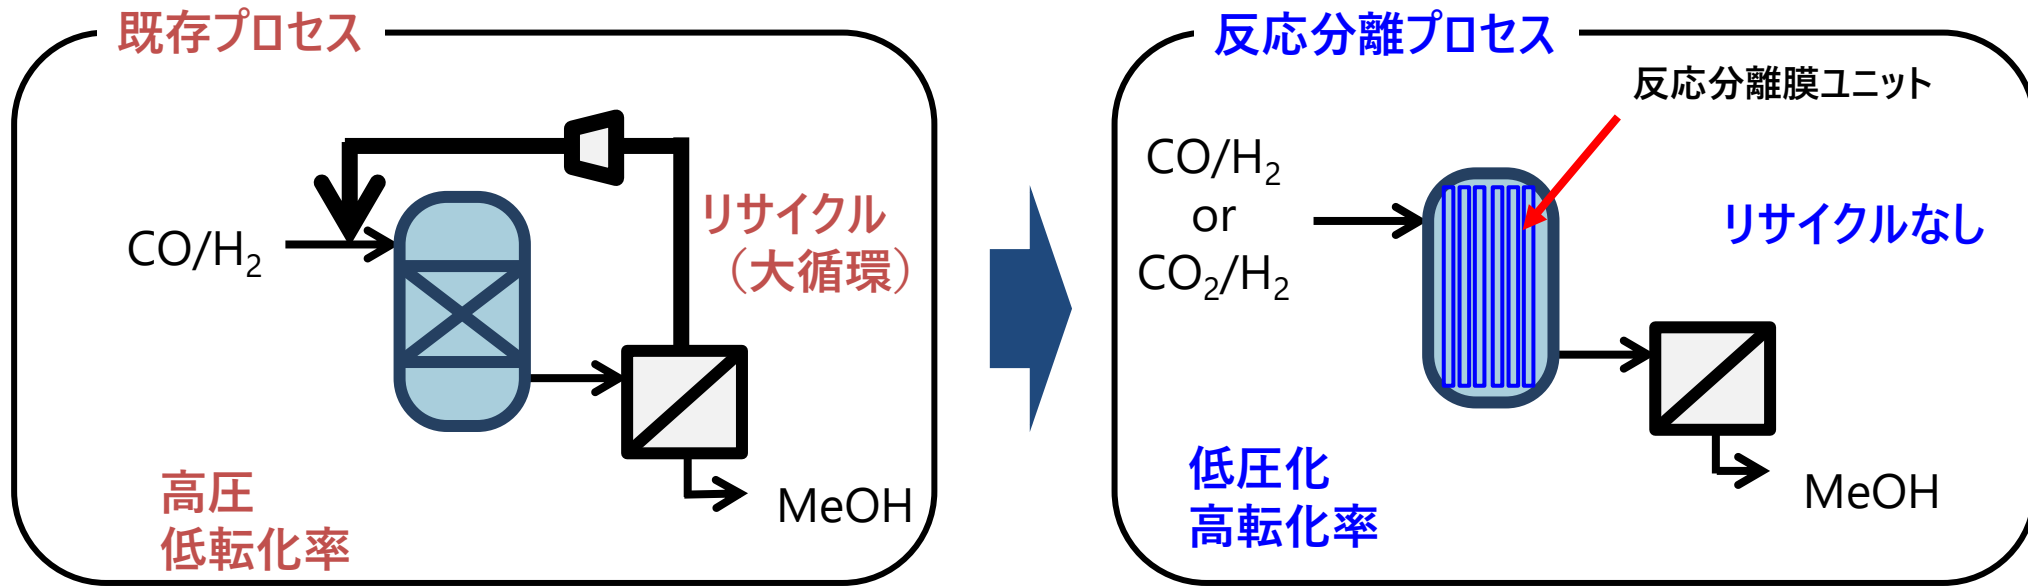 既存プロセス
CO/H₂
リサイクル
（大循環）
高圧
低転化率
MeOH
反応分離プロセス
反応分離膜ユニット
CO/H₂
or
CO₂/H₂
リサイクルなし
低圧化
高転化率
MeOH